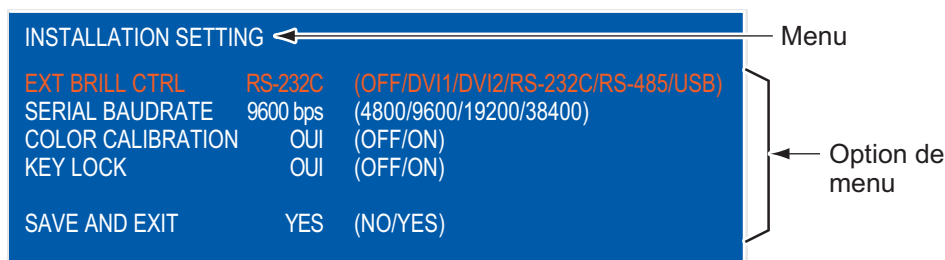 INSTALLATION SETTING
Menu
EXT BRILL CTRL RS-232C (OFF/DVI1/DVI2/RS-232C/RS-485/USB)
SERIAL BAUDRATE 9600 bps (4800/9600/19200/38400)
COLOR CALIBRATION OUI (OFF/ON)
KEY LOCK OUI (OFF/ON)
SAVE AND EXIT YES (NO/YES)
Option de
menu